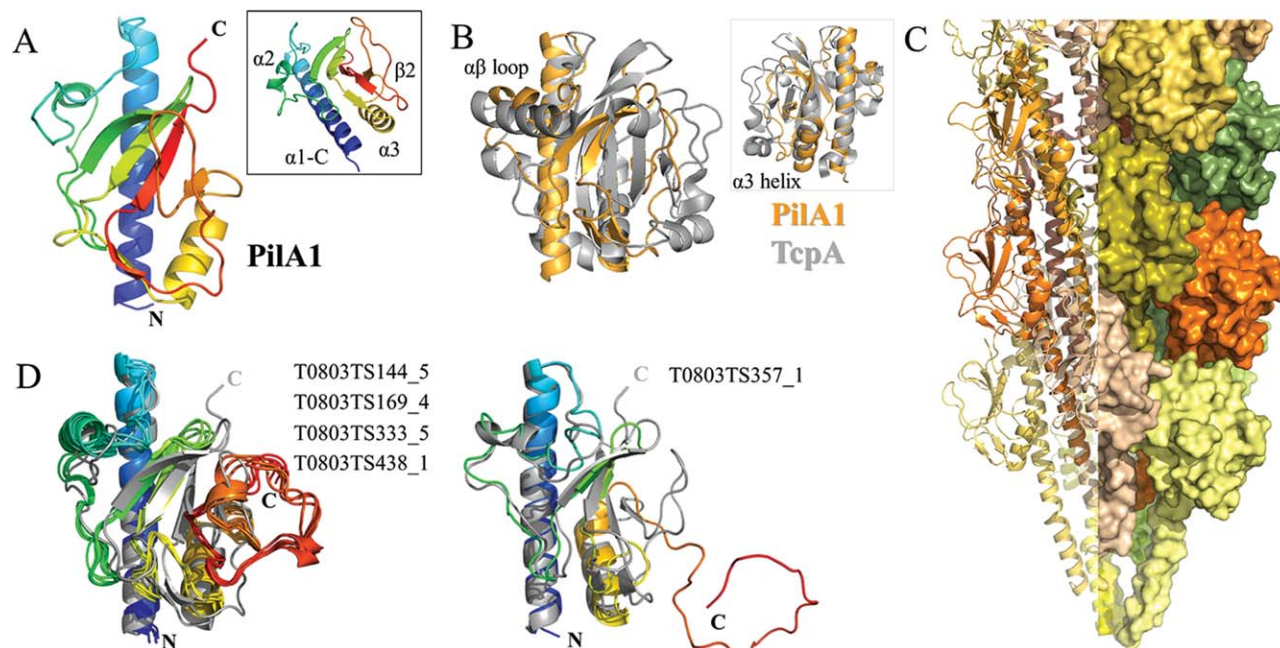 A
C
α2
β2
α1-C
α3
PilA1
N
B
αβ loop
α3 helix
PilA1
TcpA
C
D
C
T0803TS144_5
T0803TS169_4
T0803TS333_5
T0803TS438_1
C
N
C
T0803TS357_1
C
N